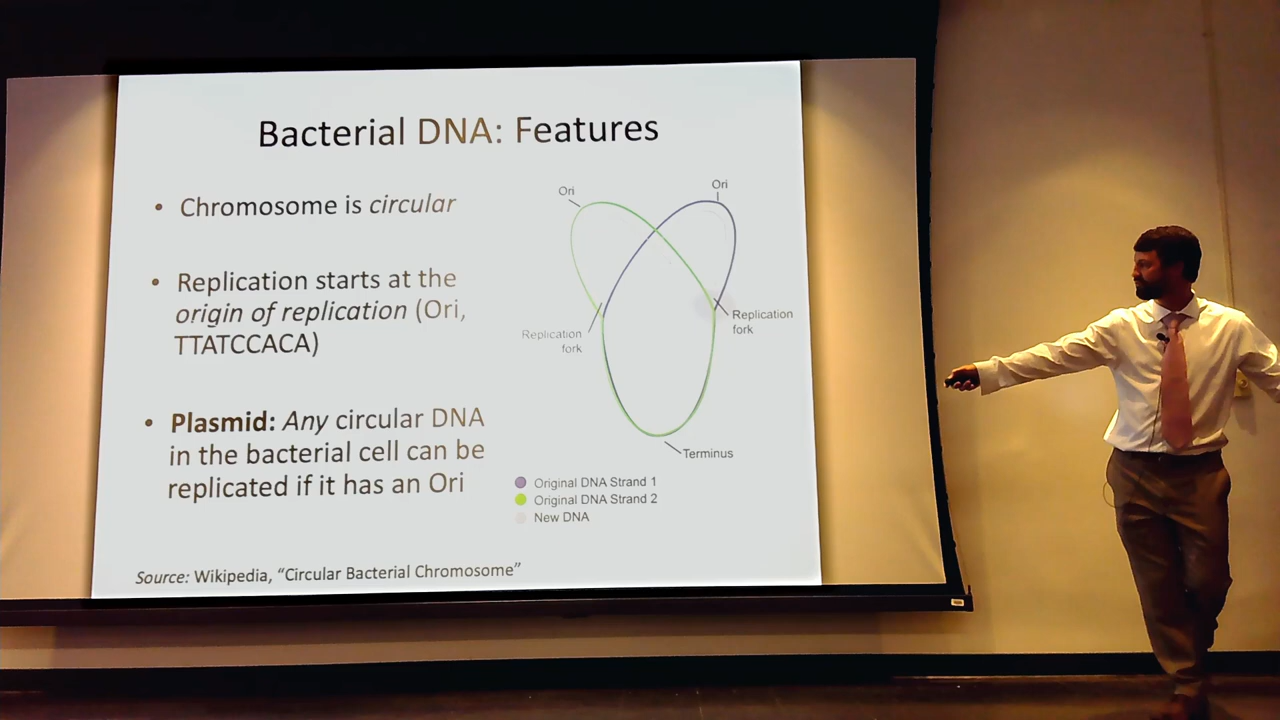 Bacterial DNA: Features
• Chromosome is circular
• Replication starts at the
origin of replication (Ori,
TTATCCACA)
• Plasmid: Any circular DNA
in the bacterial cell can be
replicated if it has an Ori
Source: Wikipedia, “Circular Bacterial Chromosome”
Ori
Ori
Replication
fork
Replication
fork
Terminus
Original DNA Strand 1
Original DNA Strand 2
New DNA